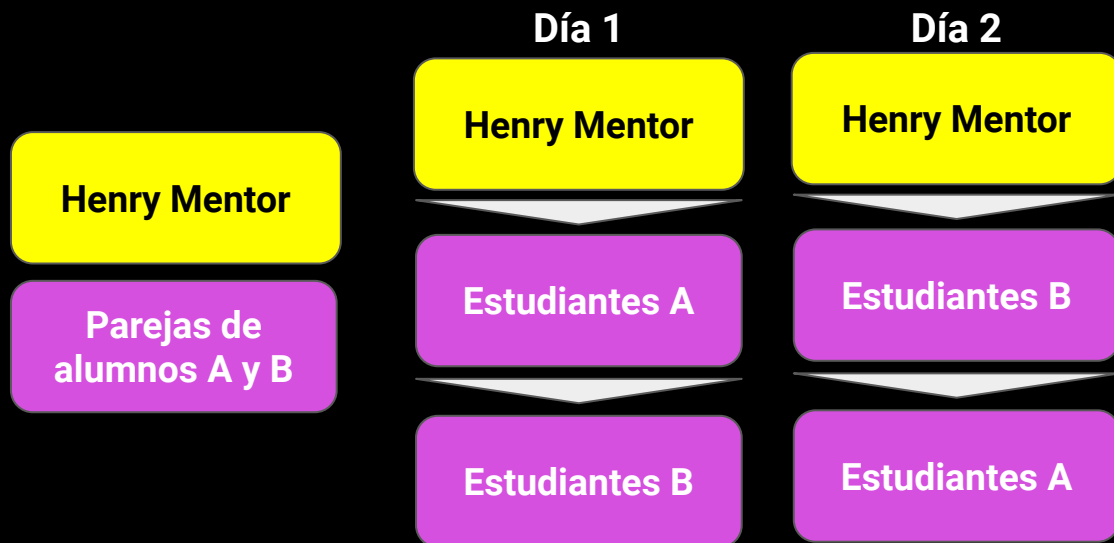 Henry Mentor
Parejas de
alumnos A y B
Día 1
Henry Mentor
Estudiantes A
Estudiantes B
Día 2
Henry Mentor
Estudiantes B
Estudiantes A